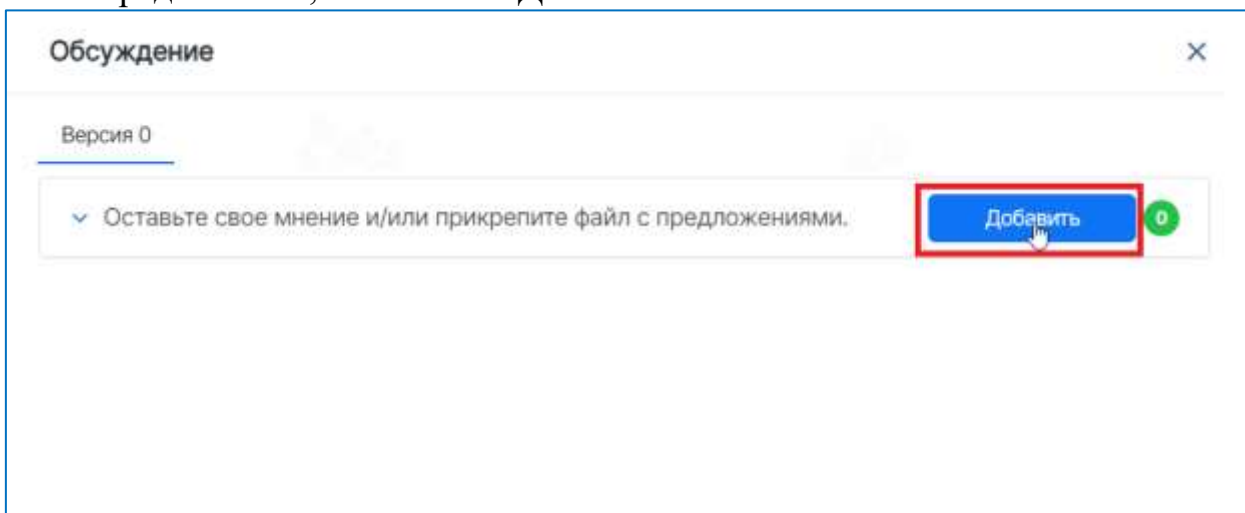 Обсуждение
Версия 0
Оставьте свое мнение и/или прикрепите файл с предложениями. Добавить 0